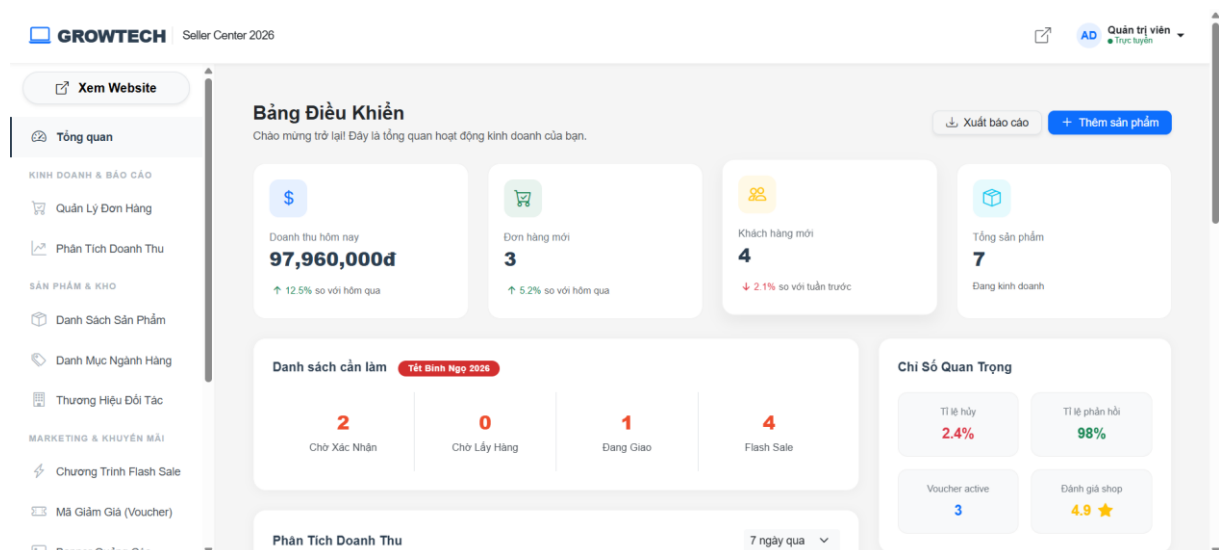 GROWTECH Seller Center 2026
AD Quản trị viên
Trực tuyến
Xem Website
Tổng quan
KINH DOANH & BÁO CÁO
Quản Lý Đơn Hàng
Phân Tích Doanh Thu
SẢN PHẨM & KHO
Danh Sách Sản Phẩm
Danh Mục Ngành Hàng
Thương Hiệu Đối Tác
MARKETING & KHUYẾN MÃI
Chương Trình Flash Sale
Mã Giảm Giá (Voucher)
Bảng Điều Khiển
Chào mừng trở lại! Đây là tổng quan hoạt động kinh doanh của bạn.
Xuất báo cáo
+ Thêm sản phẩm
$
Doanh thu hôm nay
97,960,000đ
↑ 12.5% so với hôm qua
Đơn hàng mới
3
↑ 5.2% so với hôm qua
Khách hàng mới
4
↓ 2.1% so với tuần trước
Tổng sản phẩm
7
Đang kinh doanh
Danh sách cần làm Tết Bính Ngọ 2026
2
Chờ Xác Nhận
0
Chờ Lấy Hàng
1
Đang Giao
4
Flash Sale
Chỉ Số Quan Trọng
Tỉ lệ hủy
2.4%
Tỉ lệ phản hồi
98%
Voucher active
3
Đánh giá shop
4.9 ★
Phân Tích Doanh Thu
7 ngày qua